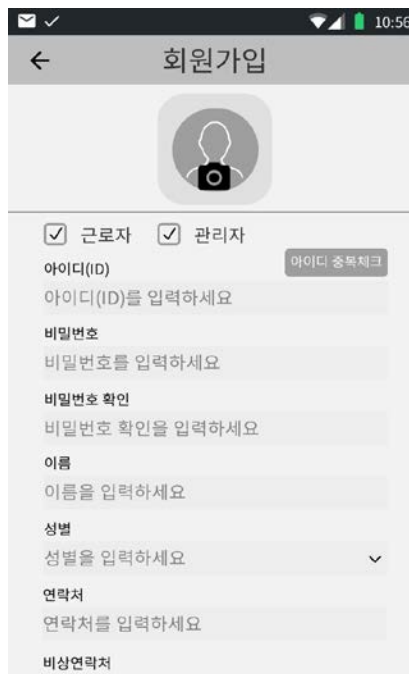 10:56
회원가입
근로자 관리자
아이디(ID) 아이디 중복체크
아이디(ID)를 입력하세요
비밀번호
비밀번호를 입력하세요
비밀번호 확인
비밀번호 확인을 입력하세요
이름
이름을 입력하세요
성별
성별을 입력하세요
연락처
연락처를 입력하세요
비상연락처